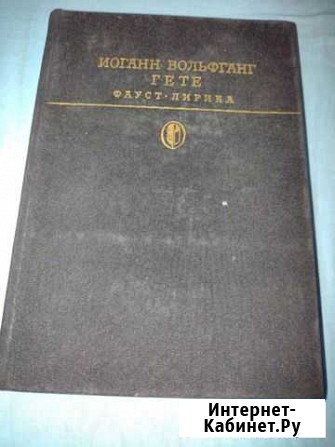 ИОГАНН ВОЛЬФГАНГ
ГЕТЕ
ФАУСТ • ЛИРИКА
Интернет-
Кабинет.Ру